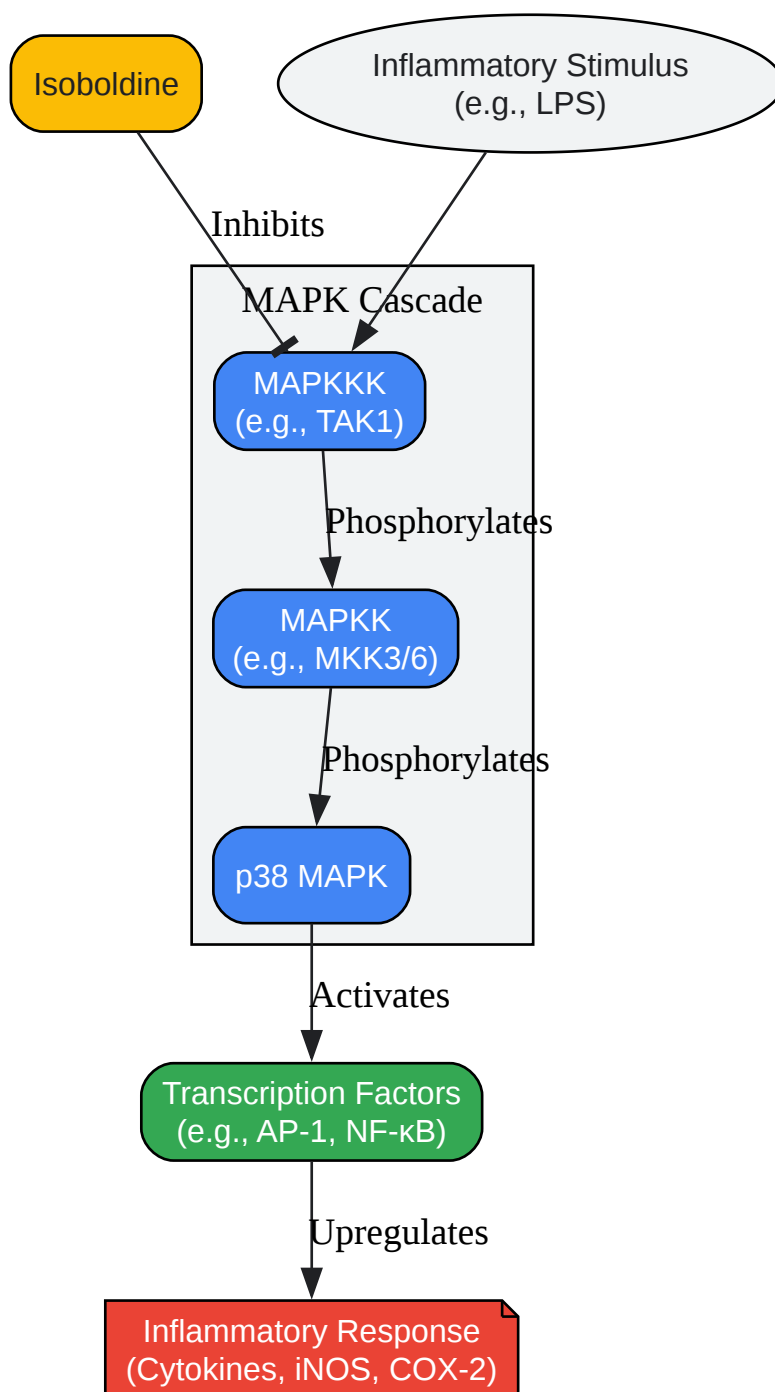 Isoboldine
Inflammatory Stimulus
(e.g., LPS)
Inhibits
MAPK Cascade
MAPKKK
(e.g., TAK1)
Phosphorylates
MAPKK
(e.g., MKK3/6)
Phosphorylates
p38 MAPK
Activates
Transcription Factors
(e.g., AP-1, NF-κB)
Upregulates
Inflammatory Response
(Cytokines, iNOS, COX-2)